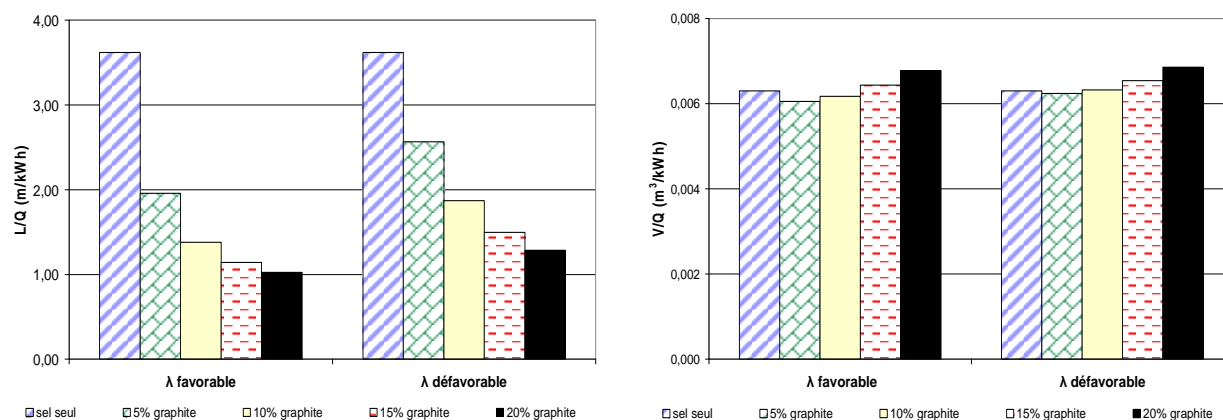 4,00
3,00
2,00
1,00
0,00
L/Q (m/kWh)
λ favorable
λ défavorable
sel seul
5% graphite
10% graphite
15% graphite
20% graphite
0,008
0,006
0,004
0,002
0,000
V/Q (m³/kWh)
λ favorable
λ défavorable
sel seul
5% graphite
10% graphite
15% graphite
20% graphite